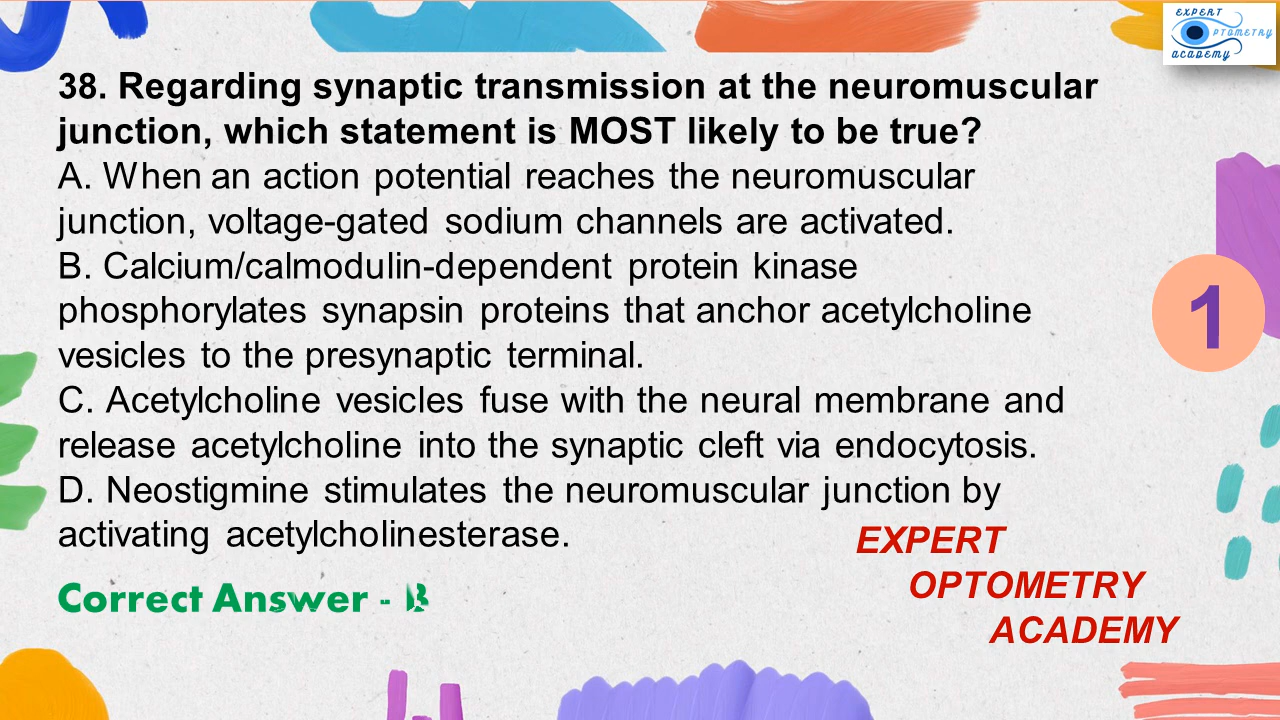 EXPERT
PTOMETRY
academy
38. Regarding synaptic transmission at the neuromuscular
junction, which statement is MOST likely to be true?
A. When an action potential reaches the neuromuscular
junction, voltage-gated sodium channels are activated.
B. Calcium/calmodulin-dependent protein kinase
phosphorylates synapsin proteins that anchor acetylcholine
vesicles to the presynaptic terminal.
C. Acetylcholine vesicles fuse with the neural membrane and
release acetylcholine into the synaptic cleft via endocytosis.
D. Neostigmine stimulates the neuromuscular junction by
activating acetylcholinesterase.
1
EXPERT
OPTOMETRY
ACADEMY
Correct Answer - B